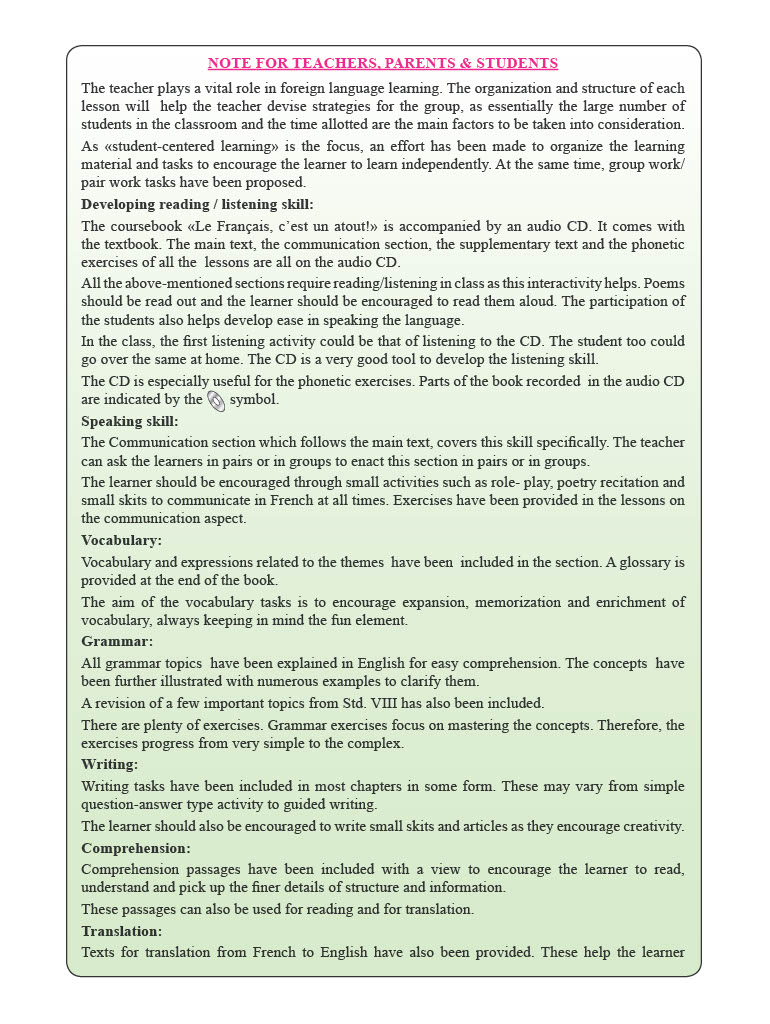 NOTE FOR TEACHERS, PARENTS & STUDENTS
The teacher plays a vital role in foreign language learning. The organization and structure of each
lesson will help the teacher devise strategies for the group, as essentially the large number of
students in the classroom and the time allotted are the main factors to be taken into consideration.
As «student-centered learning» is the focus, an effort has been made to organize the learning
material and tasks to encourage the learner to learn independently. At the same time, group work/
pair work tasks have been proposed.
Developing reading / listening skill:
The coursebook «Le Français, c’est un atout!» is accompanied by an audio CD. It comes with
the textbook. The main text, the communication section, the supplementary text and the phonetic
exercises of all the lessons are all on the audio CD.
All the above-mentioned sections require reading/listening in class as this interactivity helps. Poems
should be read out and the learner should be encouraged to read them aloud. The participation of
the students also helps develop ease in speaking the language.
In the class, the first listening activity could be that of listening to the CD. The student too could
go over the same at home. The CD is a very good tool to develop the listening skill.
The CD is especially useful for the phonetic exercises. Parts of the book recorded in the audio CD
are indicated by the symbol.
Speaking skill:
The Communication section which follows the main text, covers this skill specifically. The teacher
can ask the learners in pairs or in groups to enact this section in pairs or in groups.
The learner should be encouraged through small activities such as role- play, poetry recitation and
small skits to communicate in French at all times. Exercises have been provided in the lessons on
the communication aspect.
Vocabulary:
Vocabulary and expressions related to the themes have been included in the section. A glossary is
provided at the end of the book.
The aim of the vocabulary tasks is to encourage expansion, memorization and enrichment of
vocabulary, always keeping in mind the fun element.
Grammar:
All grammar topics have been explained in English for easy comprehension. The concepts have
been further illustrated with numerous examples to clarify them.
A revision of a few important topics from Std. VIII has also been included.
There are plenty of exercises. Grammar exercises focus on mastering the concepts. Therefore, the
exercises progress from very simple to the complex.
Writing:
Writing tasks have been included in most chapters in some form. These may vary from simple
question-answer type activity to guided writing.
The learner should also be encouraged to write small skits and articles as they encourage creativity.
Comprehension:
Comprehension passages have been included with a view to encourage the learner to read,
understand and pick up the finer details of structure and information.
These passages can also be used for reading and for translation.
Translation:
Texts for translation from French to English have also been provided. These help the learner